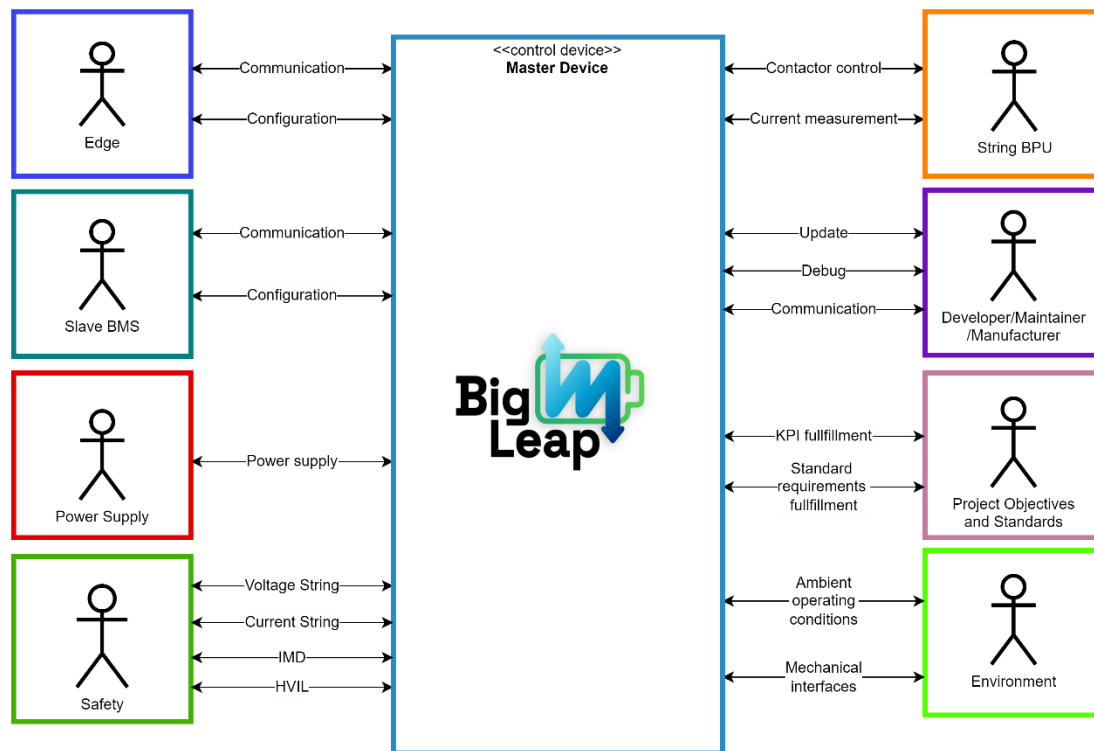 <<control device>>
Master Device
Communication
Configuration
Edge
Communication
Configuration
Slave BMS
Power supply
Power Supply
Voltage String
Current String
IMD
HVIL
Safety
Big
Leap
Contactor control
Current measurement
String BPU
Update
Debug
Communication
Developer/Maintainer
/Manufacturer
KPI fullfillment
Standard
requirements
fullfillment
Project Objectives
and Standards
Ambient
operating
conditions
Mechanical
interfaces
Environment